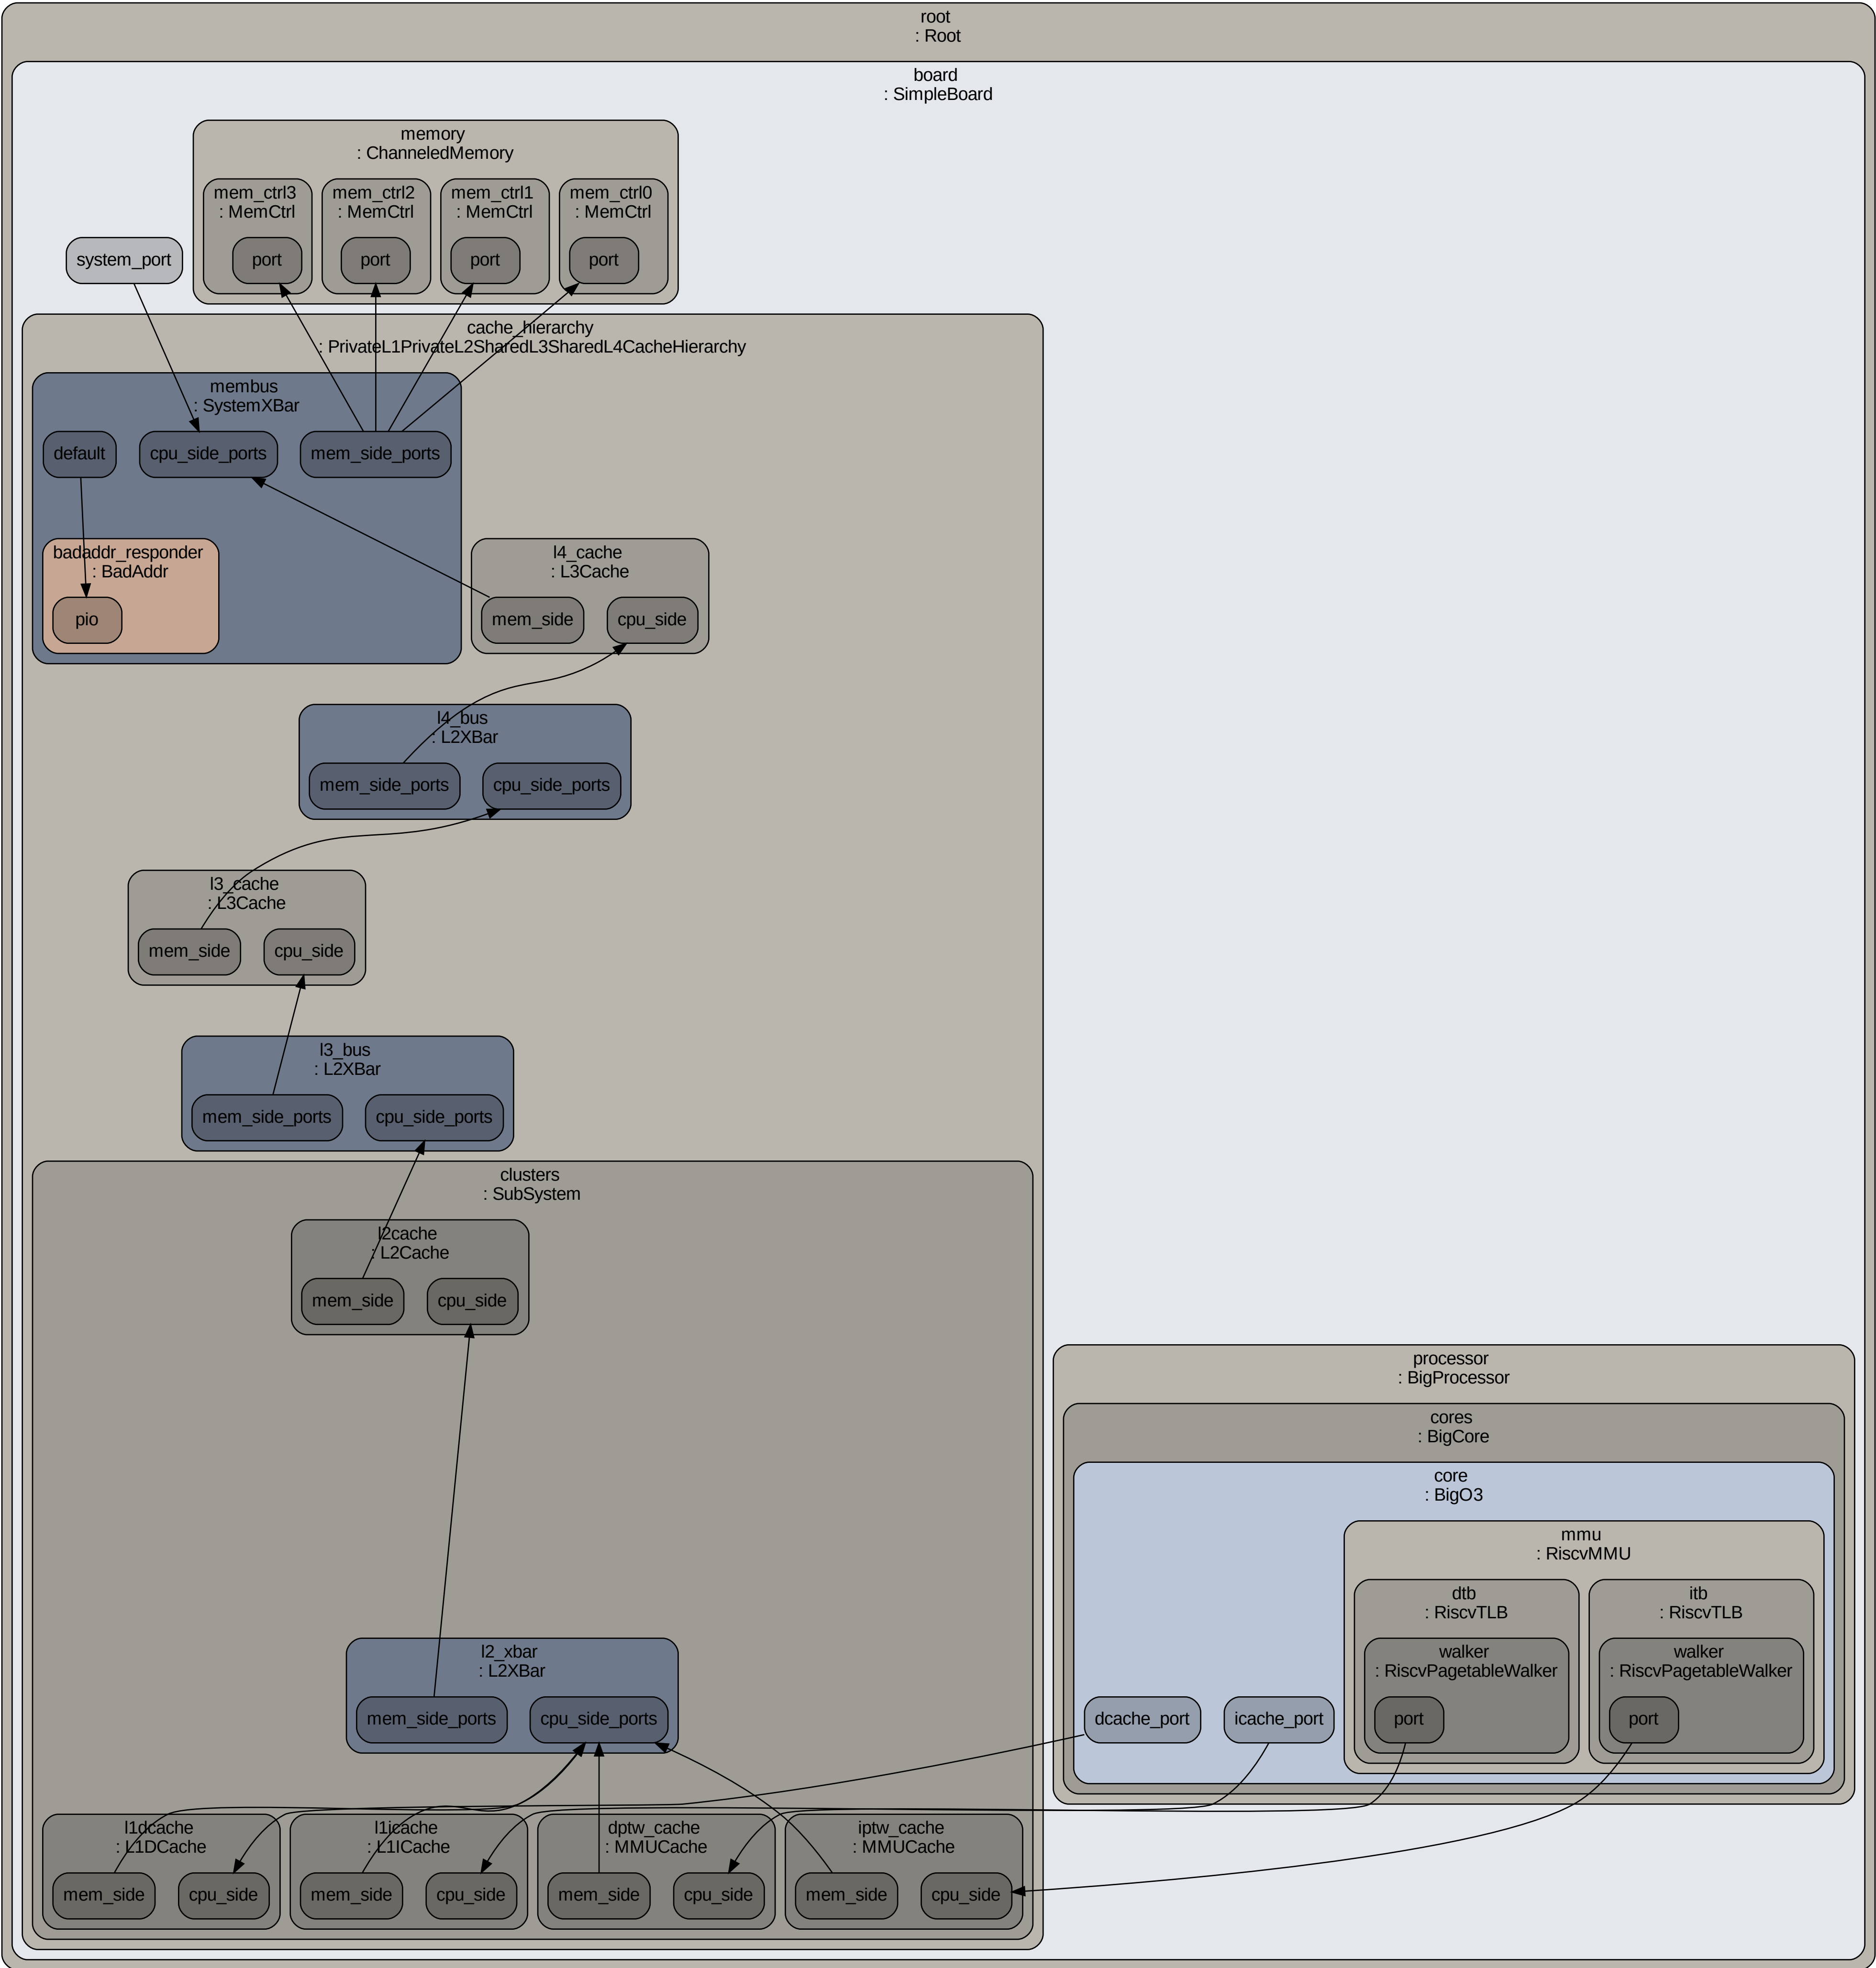 root
: Root
board
: SimpleBoard
memory
: ChanneledMemory
mem_ctrl3
: MemCtrl
port
mem_ctrl2
: MemCtrl
port
mem_ctrl1
: MemCtrl
port
mem_ctrl0
: MemCtrl
port
system_port
cache_hierarchy
: PrivateL1PrivateL2SharedL3SharedL4CacheHierarchy
membus
: SystemXBar
default
cpu_side_ports
mem_side_ports
badaddr_responder
: BadAddr
pio
l4_cache
: L3Cache
mem_side
cpu_side
l4_bus
: L2XBar
mem_side_ports
cpu_side_ports
l3_cache
: L3Cache
mem_side
cpu_side
l3_bus
: L2XBar
mem_side_ports
cpu_side_ports
clusters
: SubSystem
l2cache
: L2Cache
mem_side
cpu_side
l2_xbar
: L2XBar
mem_side_ports
cpu_side_ports
l1dcache
: L1DCache
mem_side
cpu_side
l1icache
: L1ICache
mem_side
cpu_side
dptw_cache
: MMUCache
mem_side
cpu_side
iptw_cache
: MMUCache
mem_side
cpu_side
processor
: BigProcessor
cores
: BigCore
core
: BigO3
mmu
: RiscvMMU
dtb
: RiscvTLB
walker
: RiscvPagetableWalker
port
itb
: RiscvTLB
walker
: RiscvPagetableWalker
port
dcache_port
icache_port